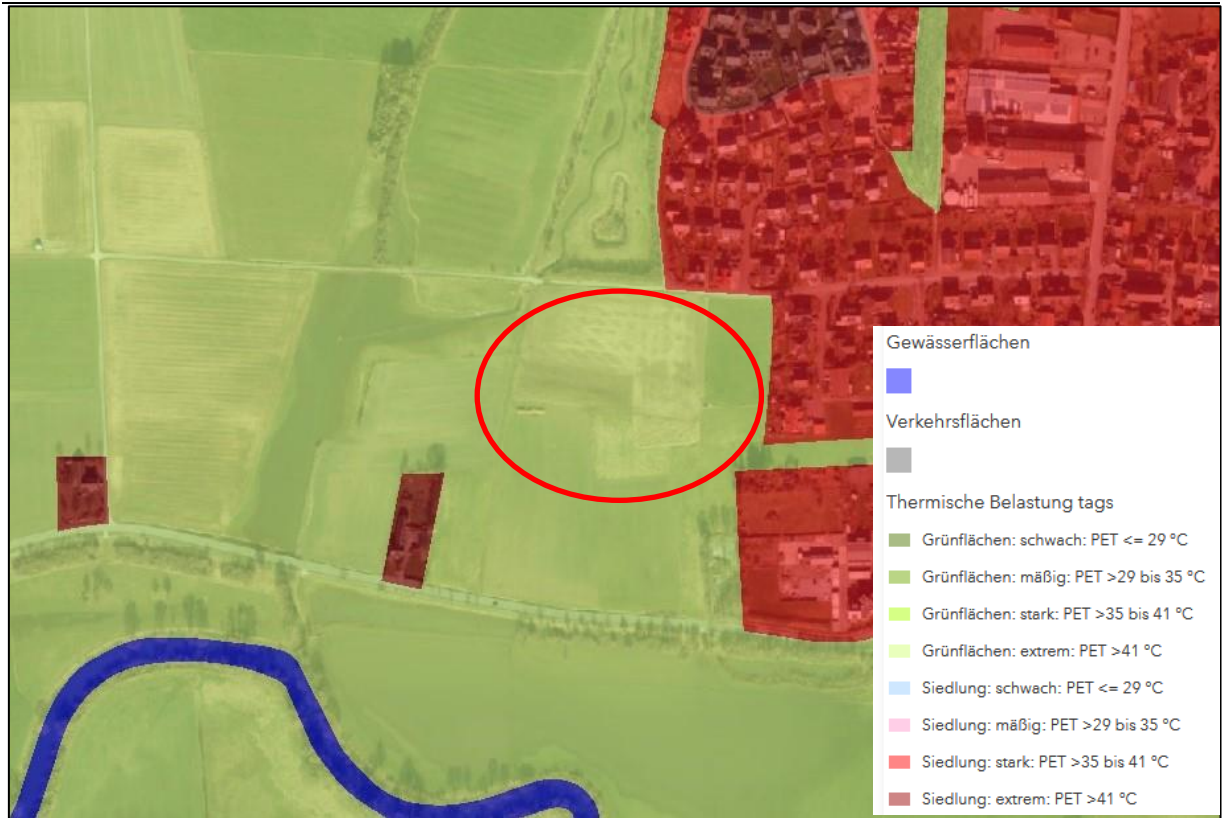 Gewässerflächen
Verkehrsflächen
Thermische Belastung tags
Grünflächen: schwach: PET <= 29 °C
Grünflächen: mäßig: PET >29 bis 35 °C
Grünflächen: stark: PET >35 bis 41 °C
Grünflächen: extrem: PET >41 °C
Siedlung: schwach: PET <= 29 °C
Siedlung: mäßig: PET >29 bis 35 °C
Siedlung: stark: PET >35 bis 41 °C
Siedlung: extrem: PET >41 °C